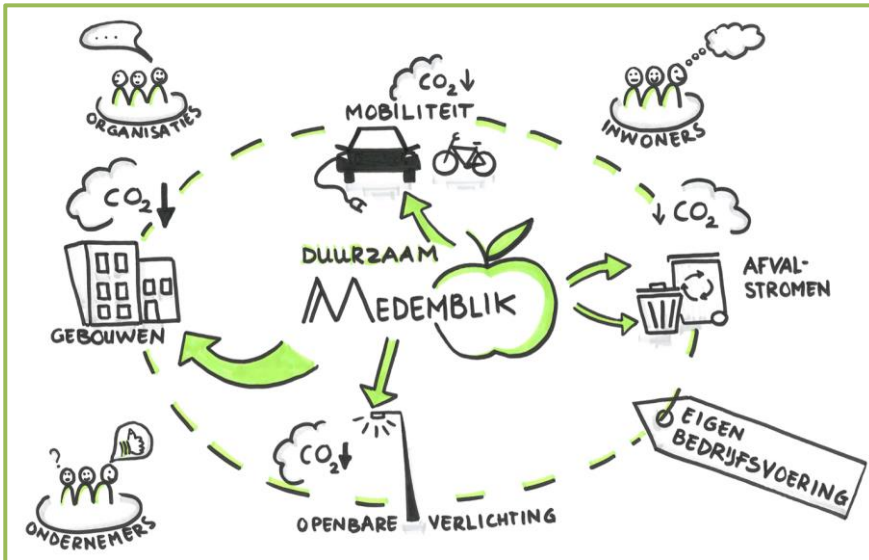 ...
ORGANISATIES
CO₂↓
MOBILITEIT
INWONERS
CO₂↓
↓CO₂
DUURZAAM
MEDEMBLIK
AFVAL-
STROMEN
GEBOUWEN
CO₂↓
OPENBARE VERLICHTING
EIGEN
BEDRIJFSVOERING
?
ONDERNEMERS